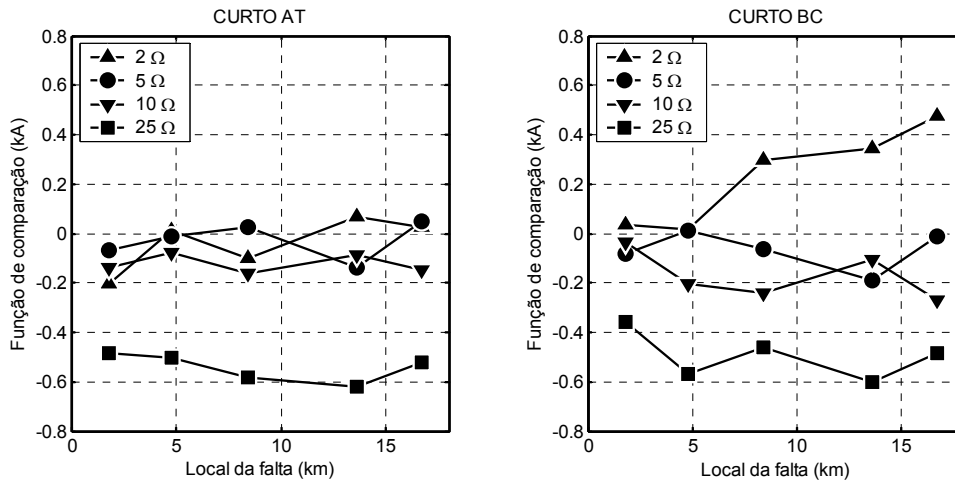 CURTO AT
Função de comparação (kA)
0.8
0.6
0.4
0.2
0
-0.2
-0.4
-0.6
-0.8
2 Ω
5 Ω
10 Ω
25 Ω
0 5 10 15
Local da falta (km)
CURTO BC
Função de comparação (kA)
0.8
0.6
0.4
0.2
0
-0.2
-0.4
-0.6
-0.8
2 Ω
5 Ω
10 Ω
25 Ω
0 5 10 15
Local da falta (km)